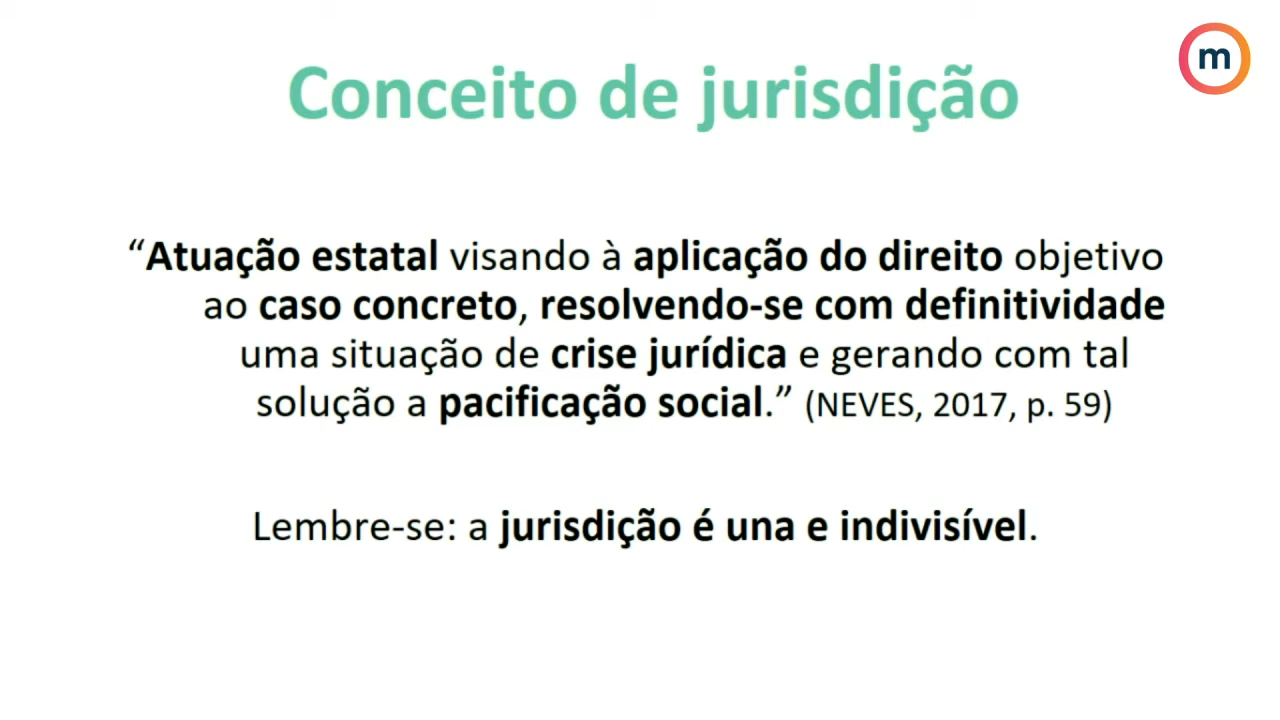 m
Conceito de jurisdição
“Atuação estatal visando à aplicação do direito objetivo
ao caso concreto, resolvendo-se com definitividade
uma situação de crise jurídica e gerando com tal
solução a pacificação social.” (NEVES, 2017, p. 59)
Lembre-se: a jurisdição é una e indivisível.